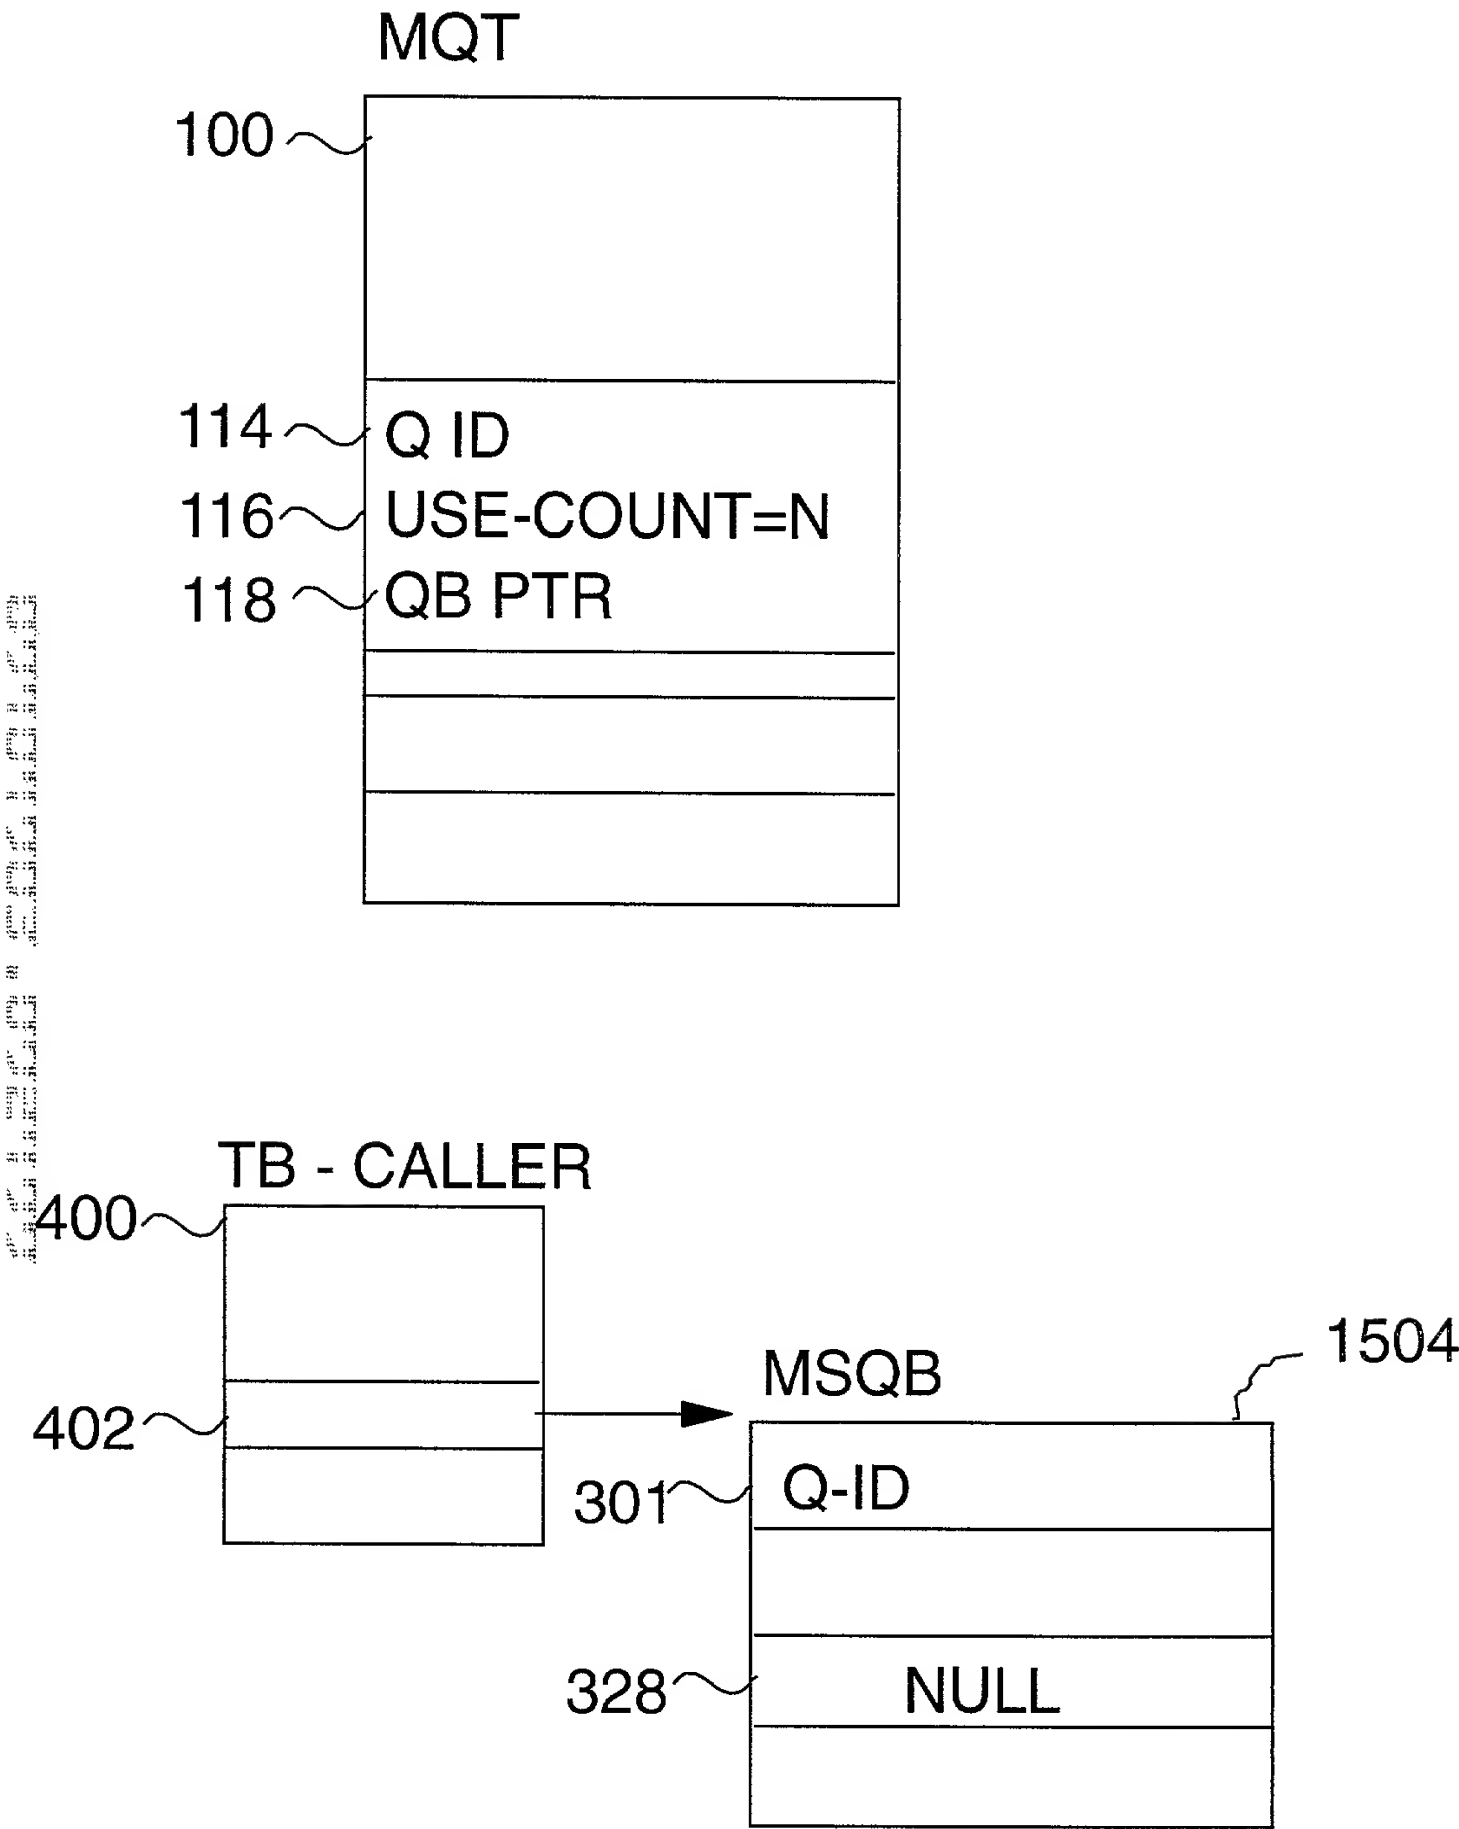 MQT
100
114 Q ID
116 USE-COUNT=N
118 QB PTR
TB - CALLER
400
402
MSQB
1504
301 Q-ID
328 NULL